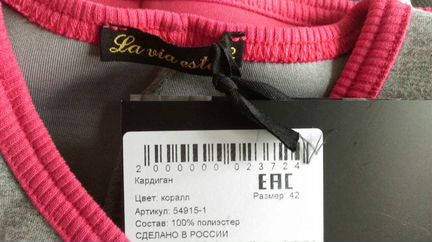 La via est
2 000000 023724
Кардиган
EAC
Цвет: коралл
Размер: 42
Артикул: 54915-1
Состав: 100% полиэстер
СДЕЛАНО В РОССИИ